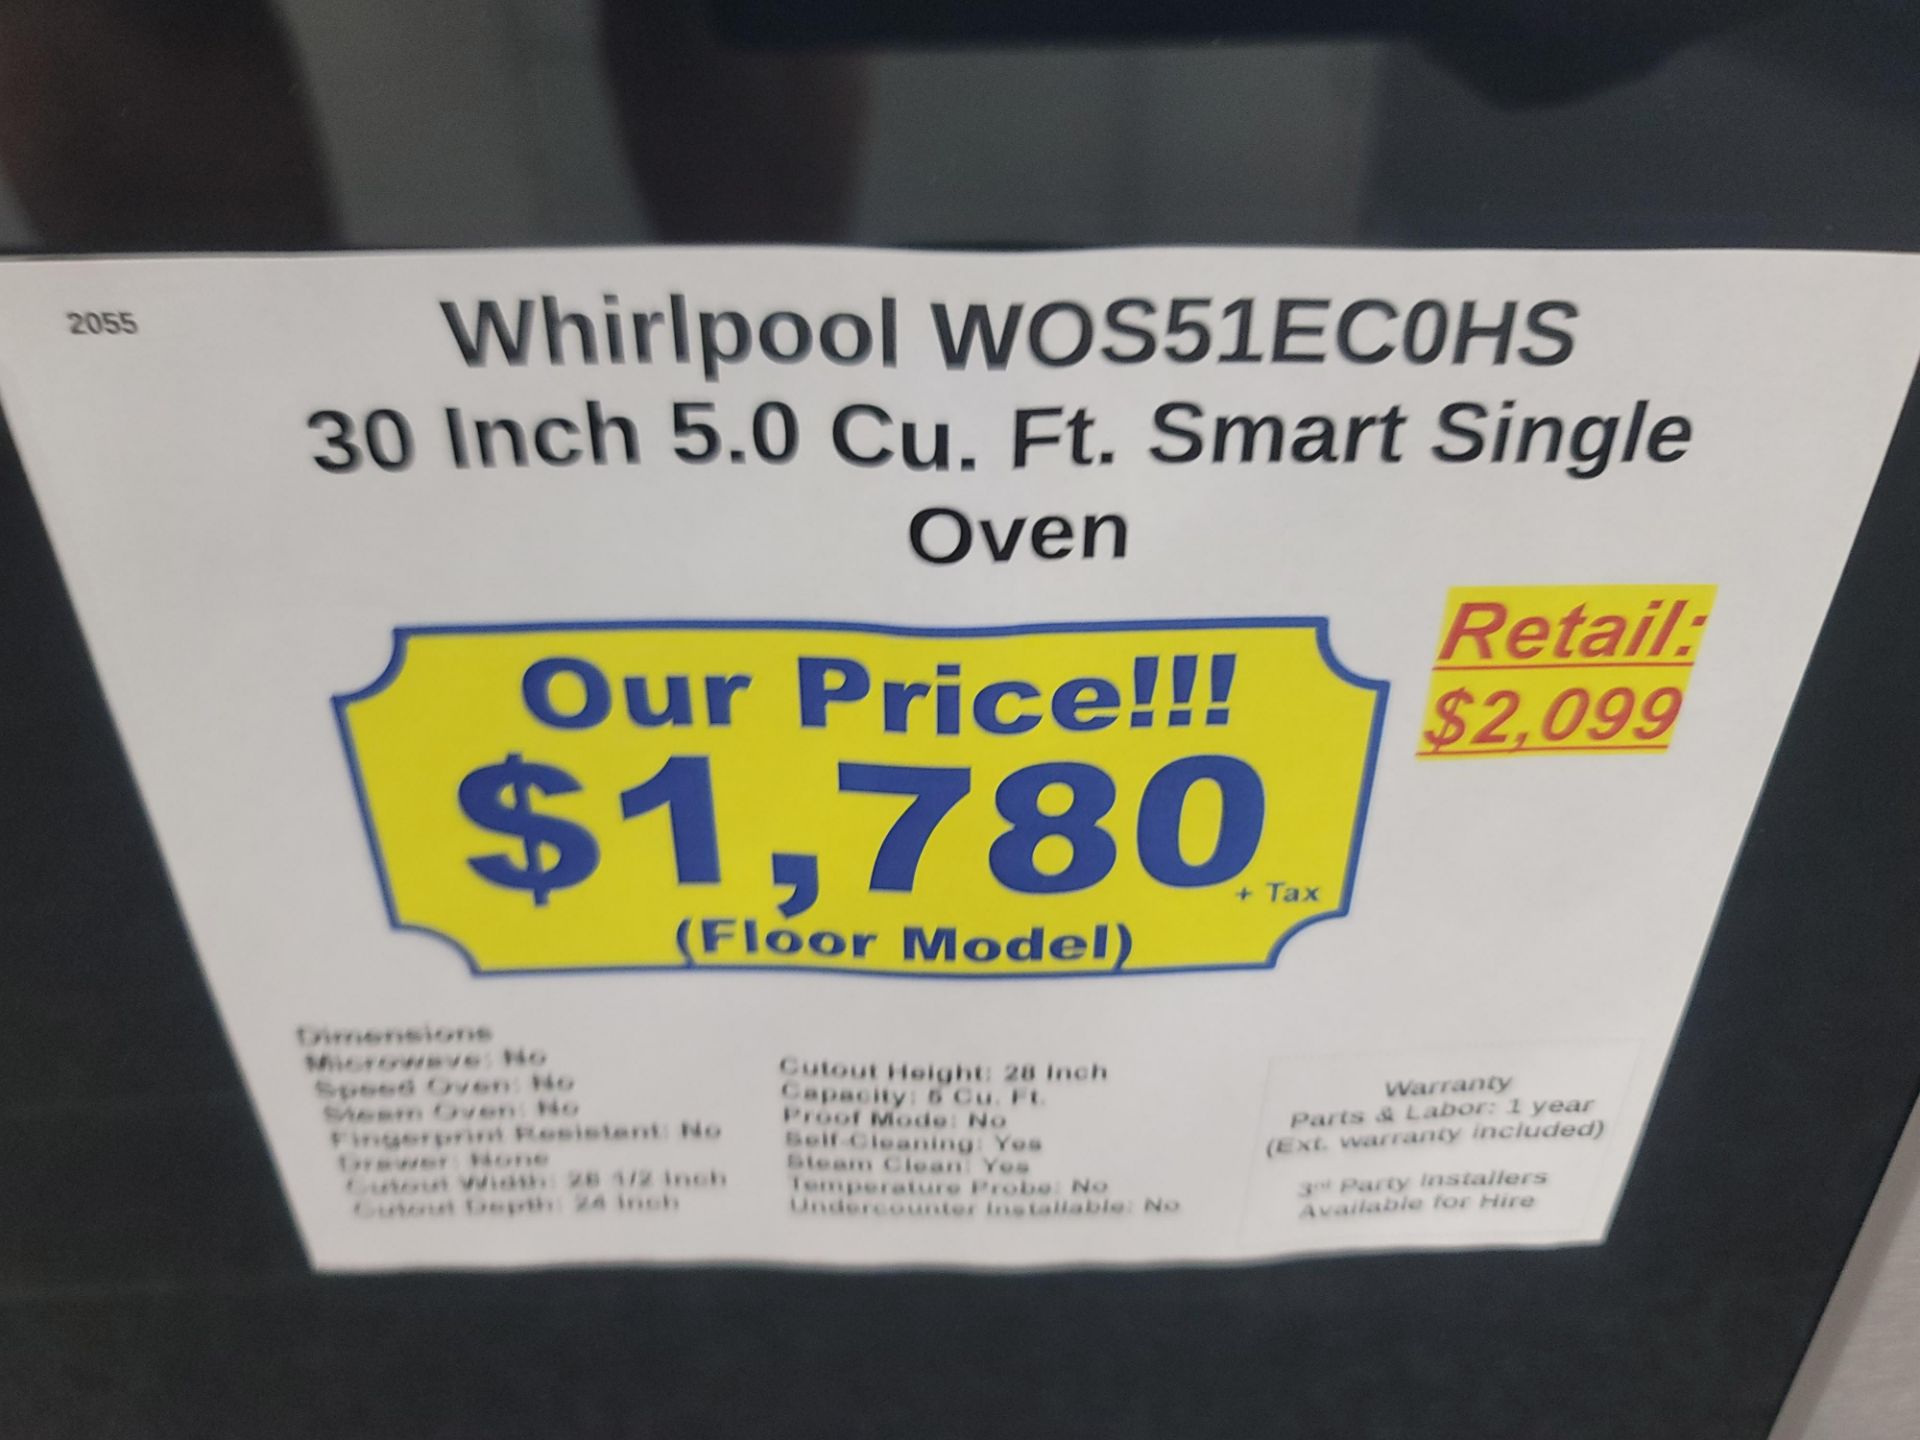 2055
Whirlpool WOS51EC0HS
30 Inch 5.0 Cu. Ft. Smart Single
Oven
Retail:
$2,099
Our Price!!!
$1,780 + Tax
(Floor Model)
Dimensions
Microwave: No
Speed Oven: No
Steam Oven: No
Fingerprint Resistant: No
Drawer: None
Cutout Width: 28 1/2 Inch
Cutout Depth: 24 Inch
Cutout Height: 28 Inch
Capacity: 5 Cu. Ft.
Proof Mode: No
Self-Cleaning: Yes
Steam Clean: Yes
Temperature Probe: No
Undercounter Installable: No
Warranty
Parts & Labor: 1 year
(Ext. warranty included)
3rd Party Installers
Available for Hire